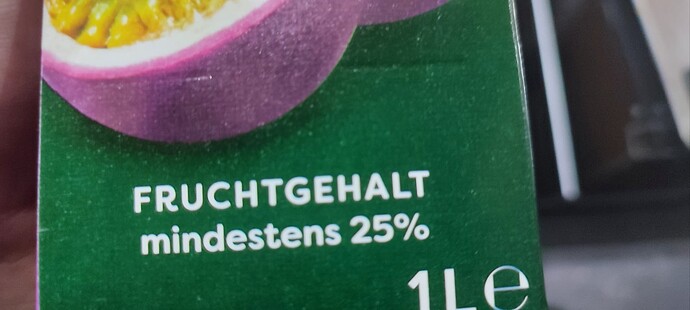 FRUCHTGEHALT
mindestens 25%
1L℮